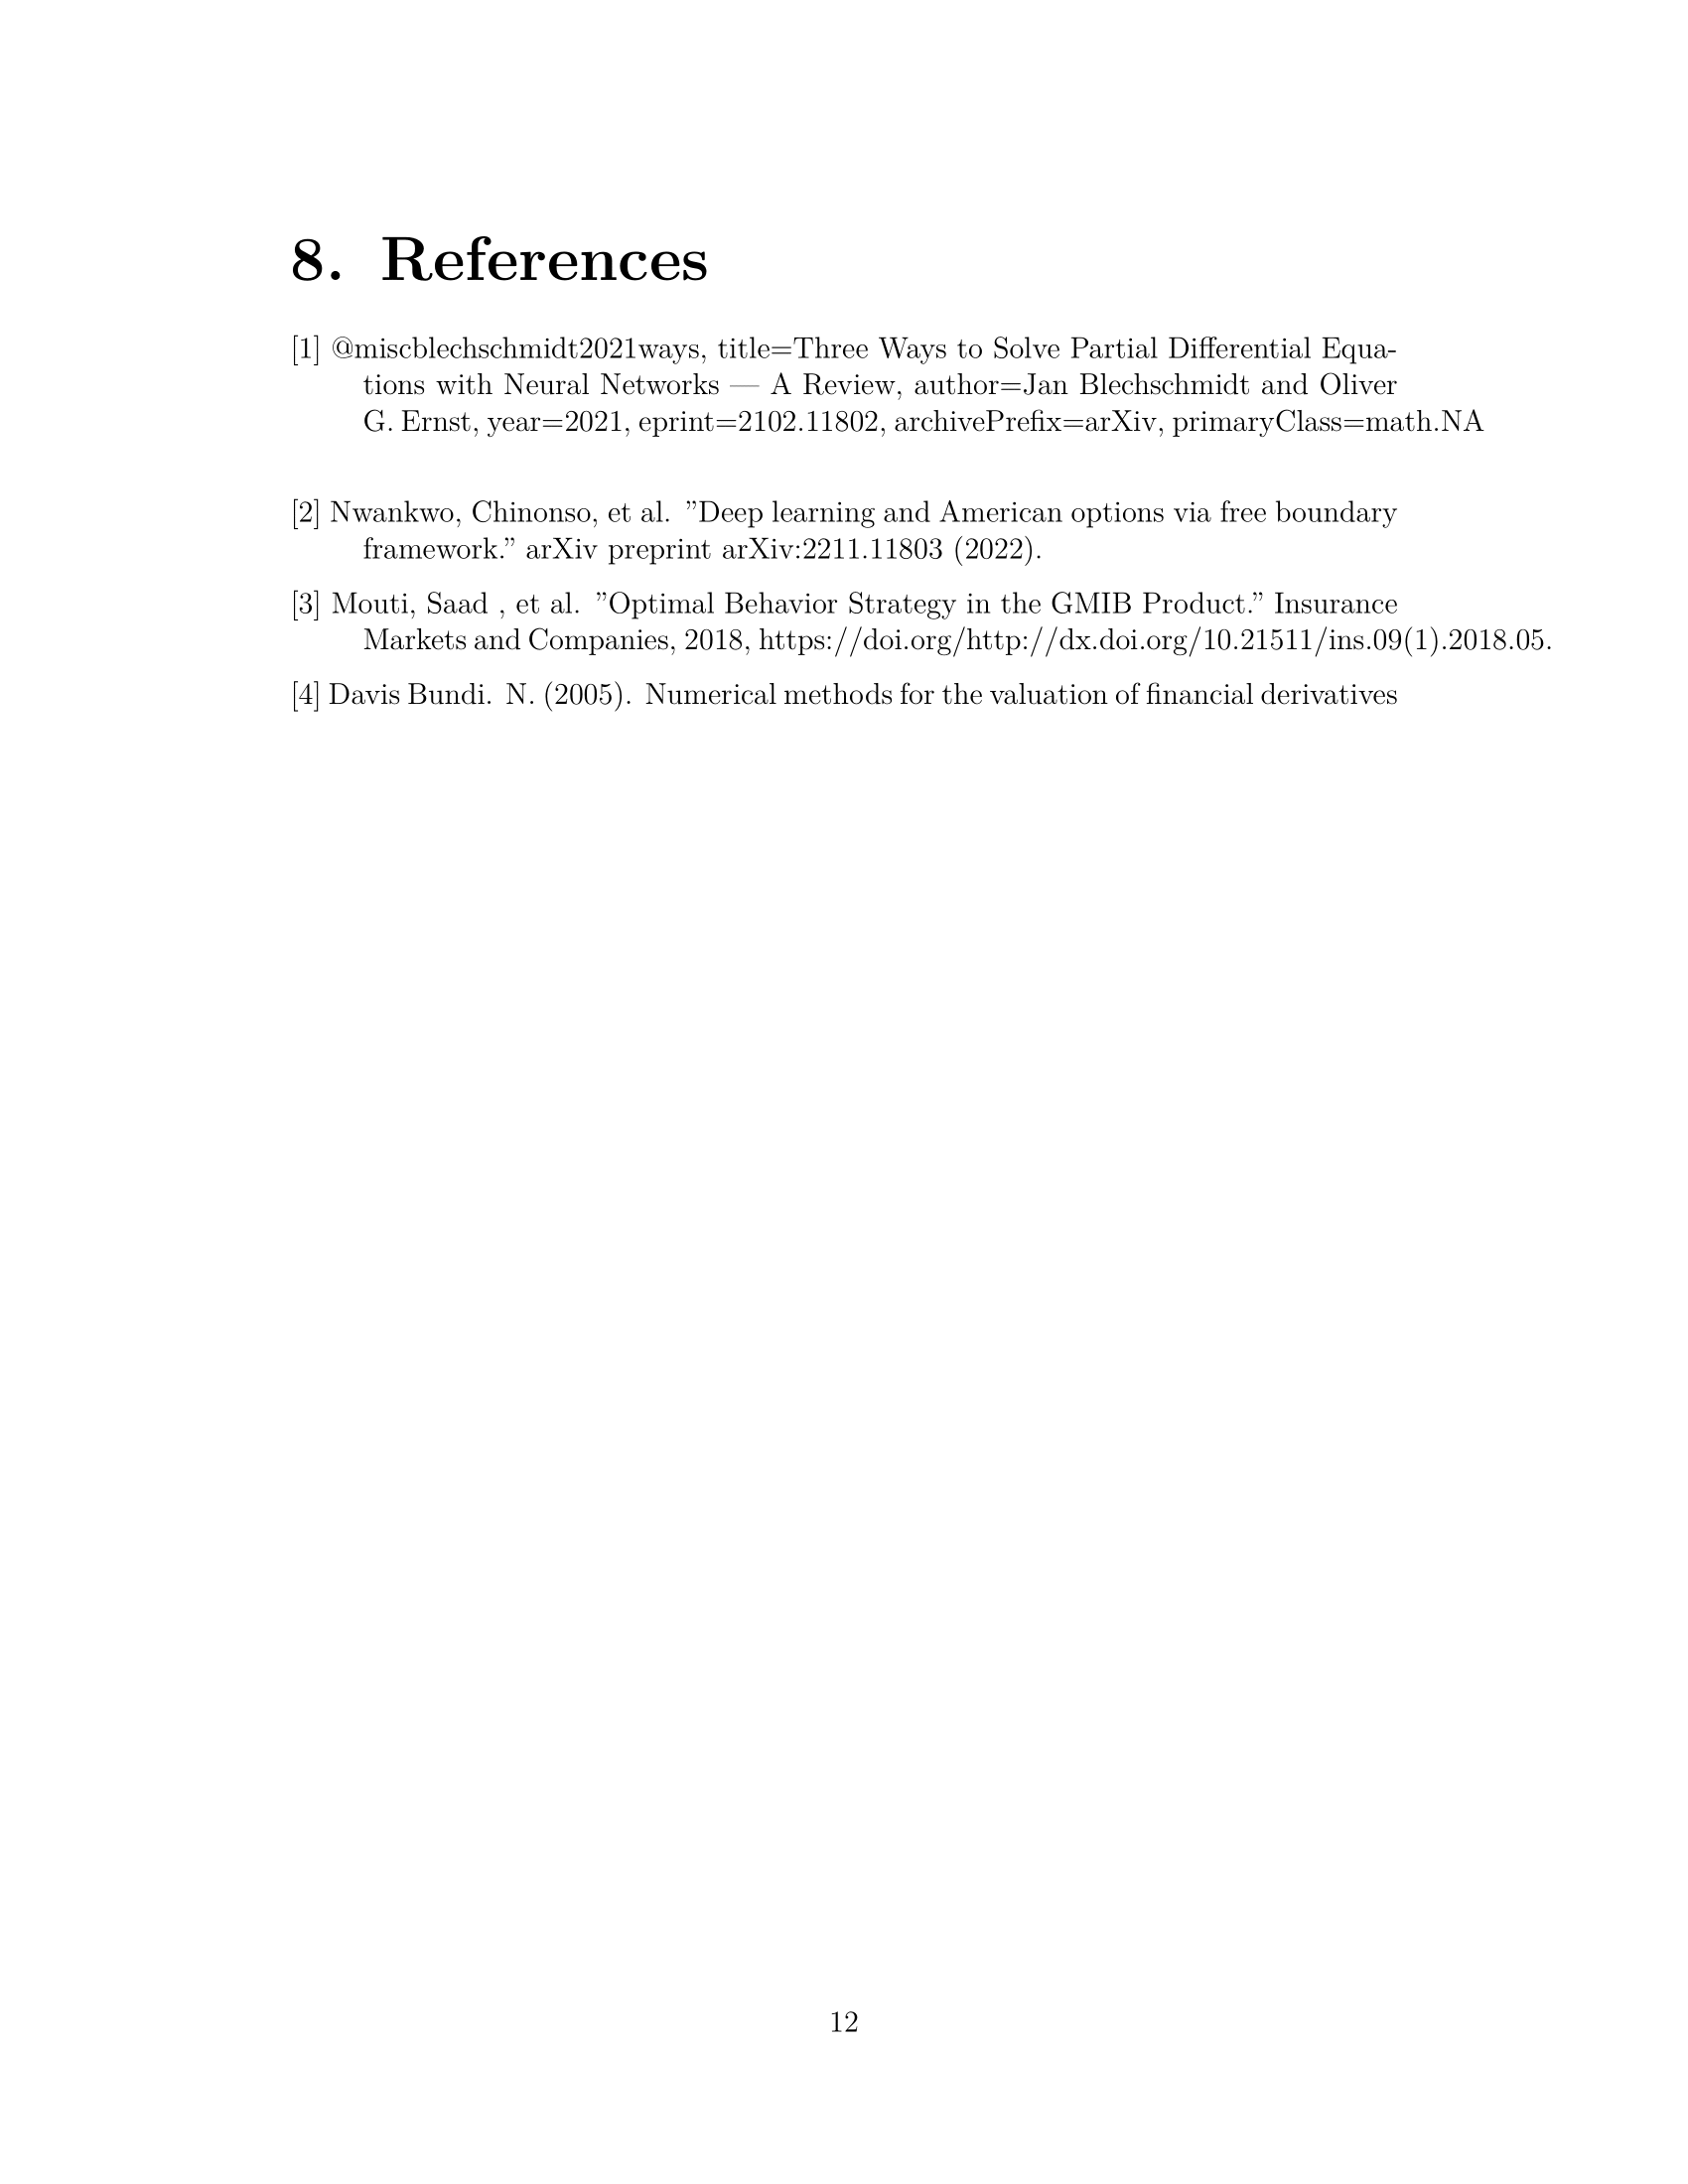 8. References
[1] @miscblechschmidt2021ways, title=Three Ways to Solve Partial Differential Equa-
tions with Neural Networks — A Review, author=Jan Blechschmidt and Oliver
G. Ernst, year=2021, eprint=2102.11802, archivePrefix=arXiv, primaryClass=math.NA
[2] Nwankwo, Chinonso, et al. ”Deep learning and American options via free boundary
framework.” arXiv preprint arXiv:2211.11803 (2022).
[3] Mouti, Saad , et al. ”Optimal Behavior Strategy in the GMIB Product.” Insurance
Markets and Companies, 2018, https://doi.org/http://dx.doi.org/10.21511/ins.09(1).2018.05.
[4] Davis Bundi. N. (2005). Numerical methods for the valuation of financial derivatives
12